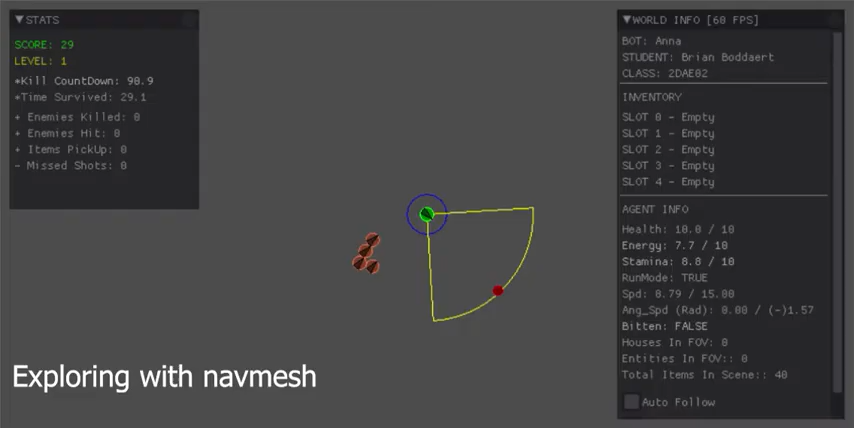 STATS
SCORE: 29
LEVEL: 1
*Kill CountDown: 90.9
*Time Survived: 29.1
+ Enemies Killed: 0
+ Enemies Hit: 0
+ Items PickUp: 0
- Missed Shots: 0
WORLD INFO [60 FPS]
BOT: Anna
STUDENT: Brian Boddaert
CLASS: 2DAE02
INVENTORY
SLOT 0 - Empty
SLOT 1 - Empty
SLOT 2 - Empty
SLOT 3 - Empty
SLOT 4 - Empty
AGENT INFO
Health: 10.0 / 10
Energy: 7.7 / 10
Stamina: 8.8 / 10
RunMode: TRUE
Spd: 0.79 / 15.00
Ang_Spd (Rad): 0.00 / (-)1.57
Bitten: FALSE
Houses In FOV: 0
Entities In FOV:: 0
Total Items In Scene:: 40
Auto Follow
Exploring with navmesh